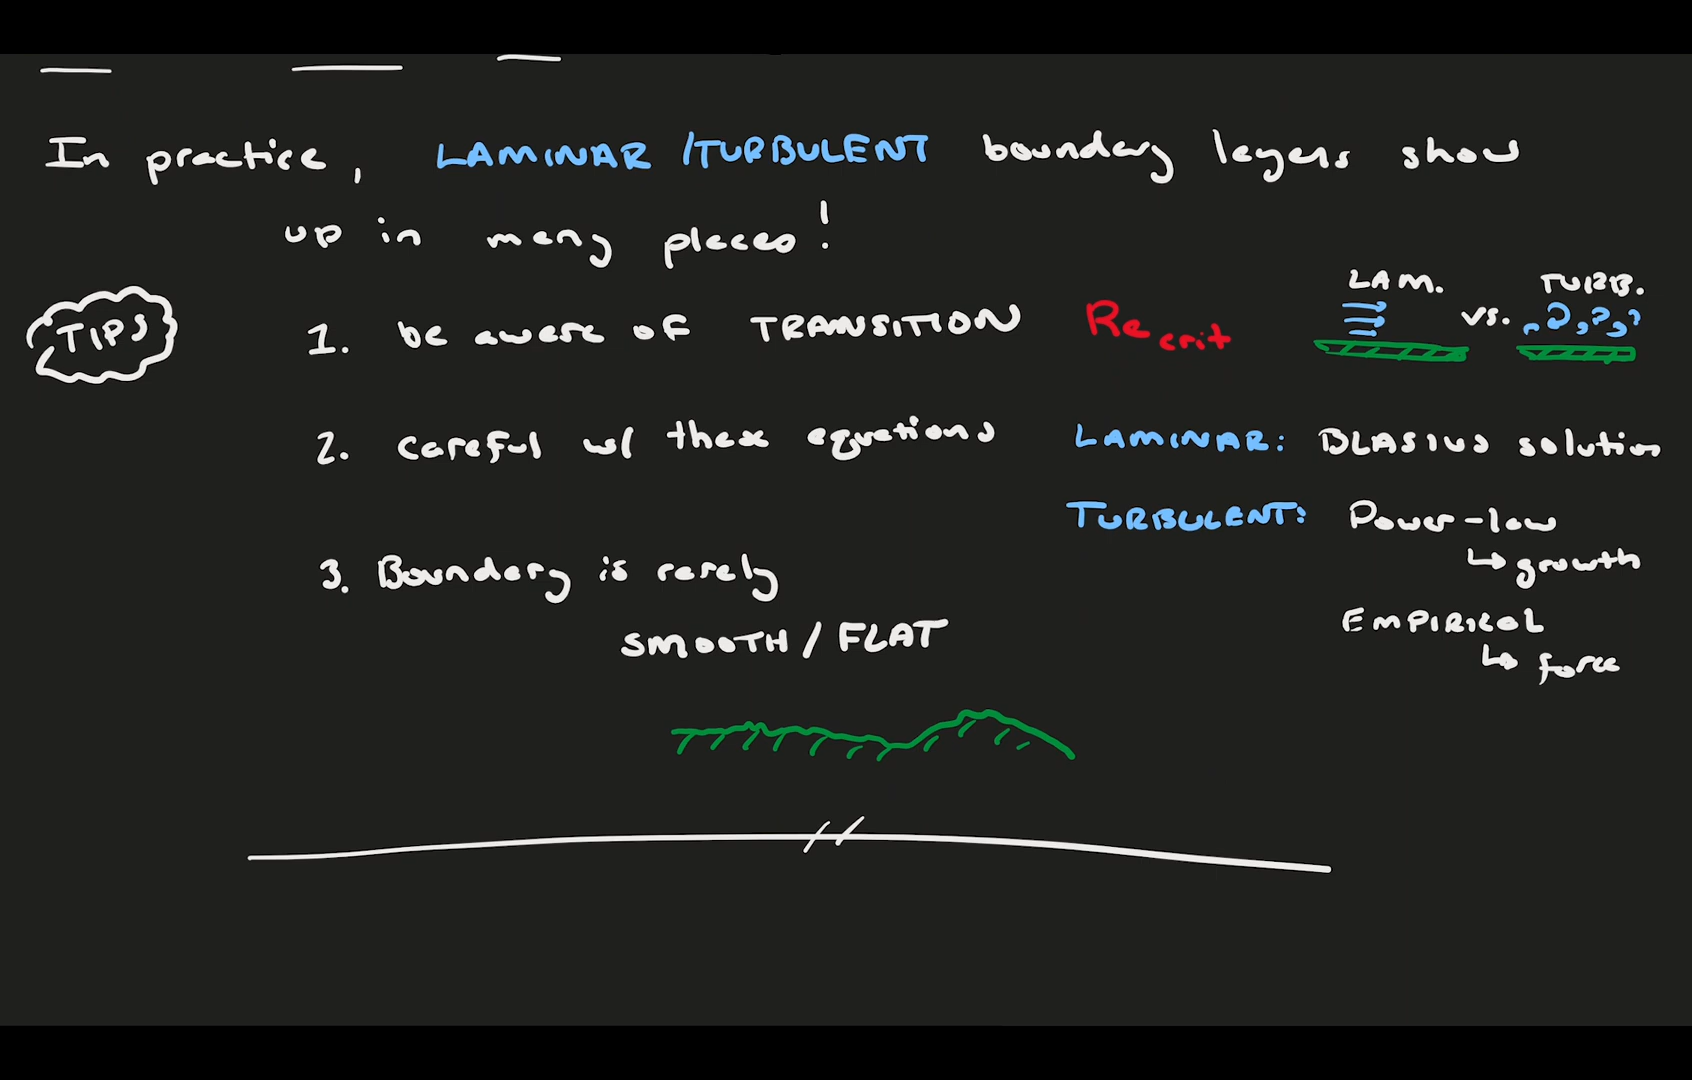 In practice, LAMINAR / TURBULENT boundary layers show
up in many places!
TIPS
1. be aware of TRANSITION Re crit
LAM. vs. TURB.
2. careful w/ these equations LAMINAR: BLASIUS solution
TURBULENT: Power-law
↳ growth
3. Boundary is rarely
SMOOTH / FLAT
EMPIRICAL
↳ force